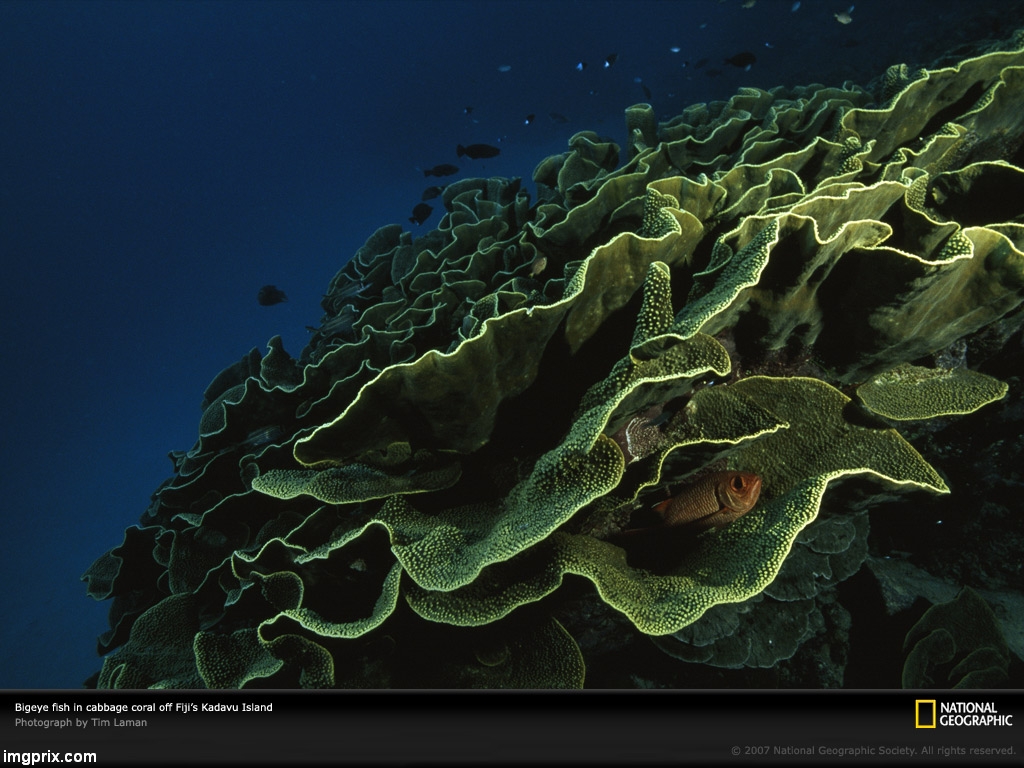 Bigeye fish in cabbage coral off Fiji's Kadavu Island
Photograph by Tim Laman
NATIONAL
GEOGRAPHIC
© 2007 National Geographic Society. All rights reserved.
imgprix.com